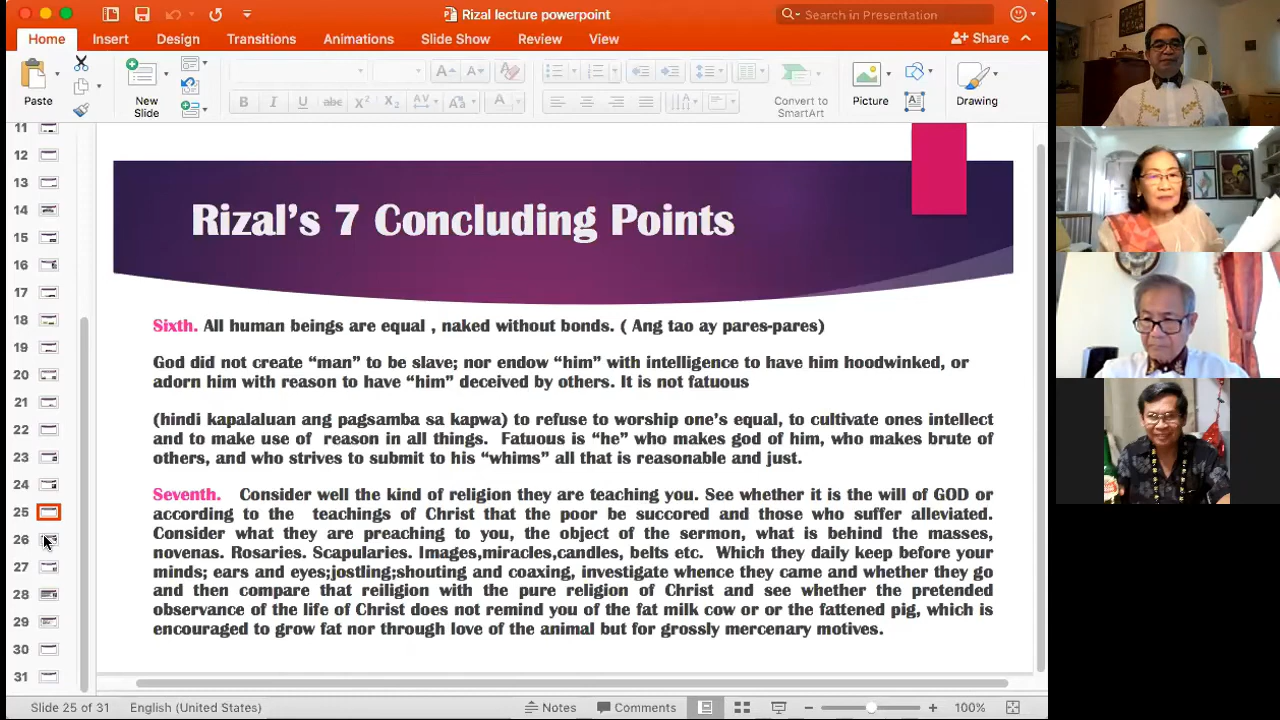 Rizal lecture powerpoint
Search in Presentation
Home Insert Design Transitions Animations Slide Show Review View
Share
Paste
New
Slide
B I U abc X² X₂ AV A
Convert to
SmartArt
Picture
Drawing
11
12
13
14
15
16
17
18
19
20
21
22
23
24
25
26
27
28
29
30
31
Rizal’s 7 Concluding Points
Sixth. All human beings are equal , naked without bonds. ( Ang tao ay pares-pares)
God did not create “man” to be slave; nor endow “him” with intelligence to have him hoodwinked, or
adorn him with reason to have “him” deceived by others. It is not fatuous
(hindi kapalaluan ang pagsamba sa kapwa) to refuse to worship one’s equal, to cultivate ones intellect
and to make use of reason in all things. Fatuous is “he” who makes god of him, who makes brute of
others, and who strives to submit to his “whims” all that is reasonable and just.
Seventh. Consider well the kind of religion they are teaching you. See whether it is the will of GOD or
according to the teachings of Christ that the poor be succored and those who suffer alleviated.
Consider what they are preaching to you, the object of the sermon, what is behind the masses,
novenas. Rosaries. Scapularies. Images,miracles,candles, belts etc. Which they daily keep before your
minds; ears and eyes;jostling;shouting and coaxing, investigate whence they came and whether they go
and then compare that reiligion with the pure religion of Christ and see whether the pretended
observance of the life of Christ does not remind you of the fat milk cow or or the fattened pig, which is
encouraged to grow fat nor through love of the animal but for grossly mercenary motives.
Slide 25 of 31 English (United States) Notes Comments 100%